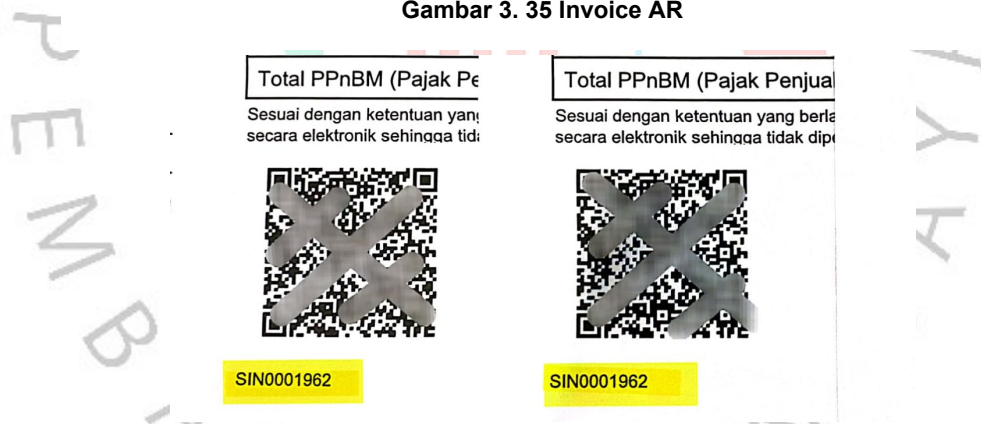 Gambar 3. 35 Invoice AR
Total PPnBM (Pajak Pe
Sesuai dengan ketentuan yang
secara elektronik sehingga tida
SIN0001962
Total PPnBM (Pajak Penjual
Sesuai dengan ketentuan yang berla
secara elektronik sehingga tidak dipe
SIN0001962
P E M B
Y A